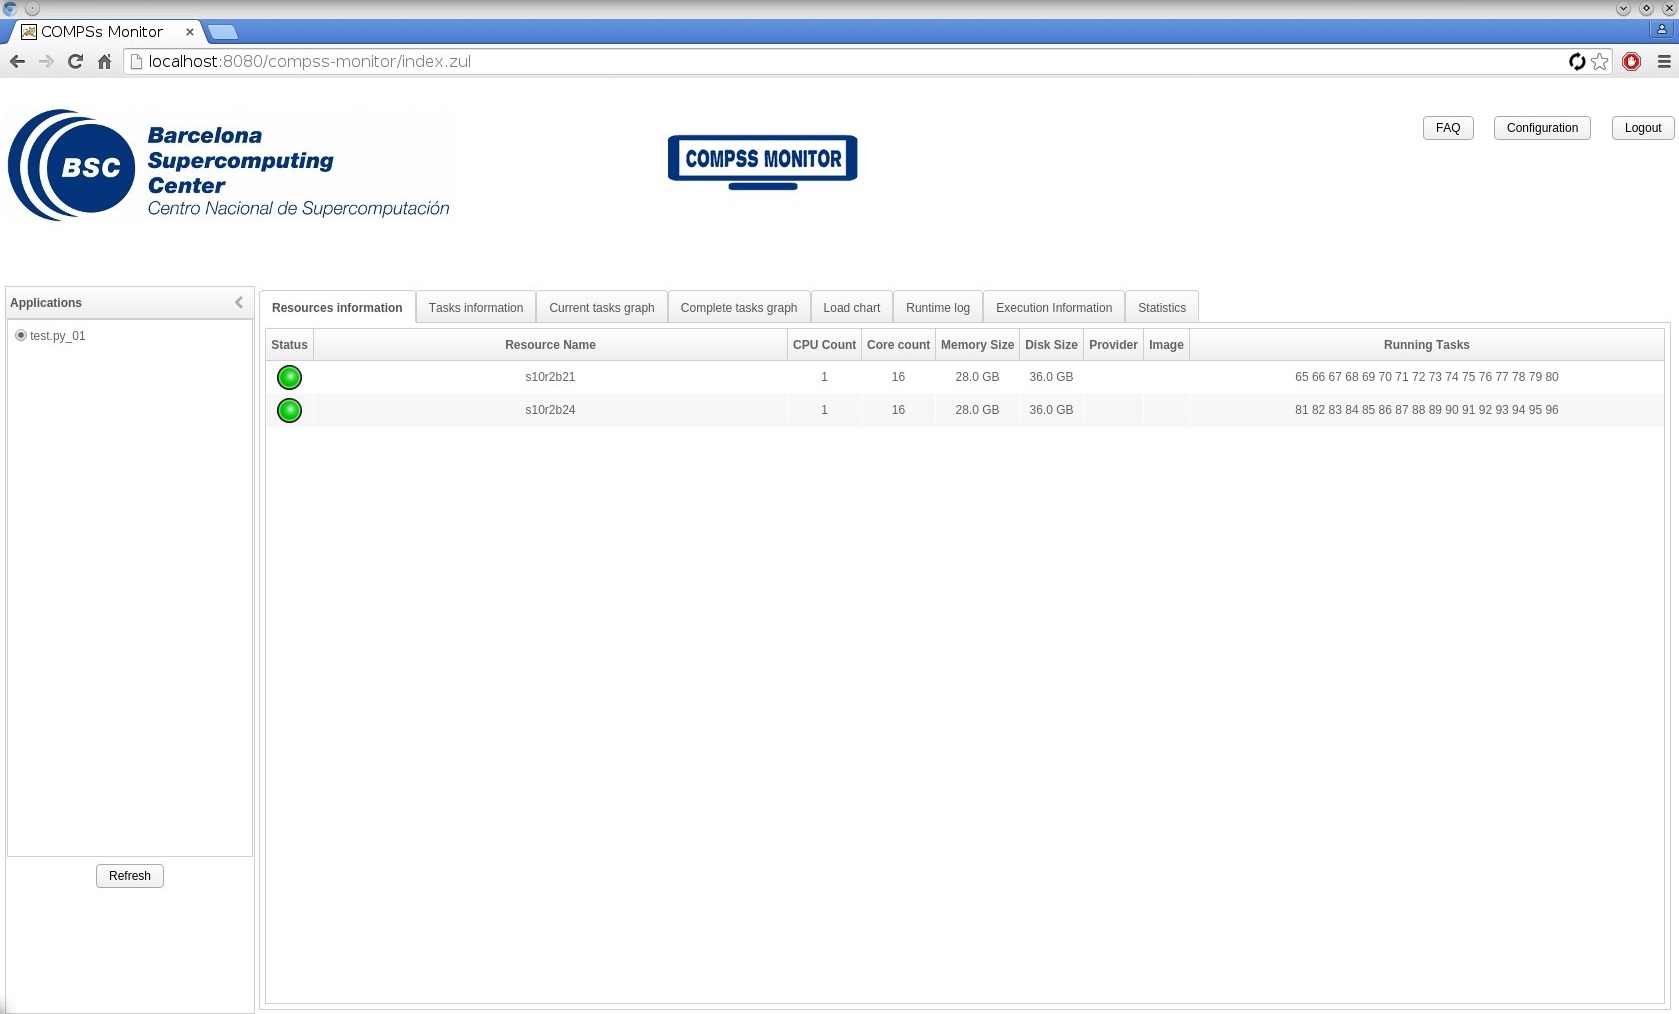 COMPSs Monitor
localhost:8080/compss-monitor/index.zul
BSC
Barcelona
Supercomputing
Center
Centro Nacional de Supercomputación
COMPSS MONITOR
FAQ Configuration Logout
Applications
test.py_01
Refresh
Resources information Tasks information Current tasks graph Complete tasks graph Load chart Runtime log Execution Information Statistics
Status Resource Name CPU Count Core count Memory Size Disk Size Provider Image Running Tasks
s10r2b21 1 16 28.0 GB 36.0 GB 65 66 67 68 69 70 71 72 73 74 75 76 77 78 79 80
s10r2b24 1 16 28.0 GB 36.0 GB 81 82 83 84 85 86 87 88 89 90 91 92 93 94 95 96